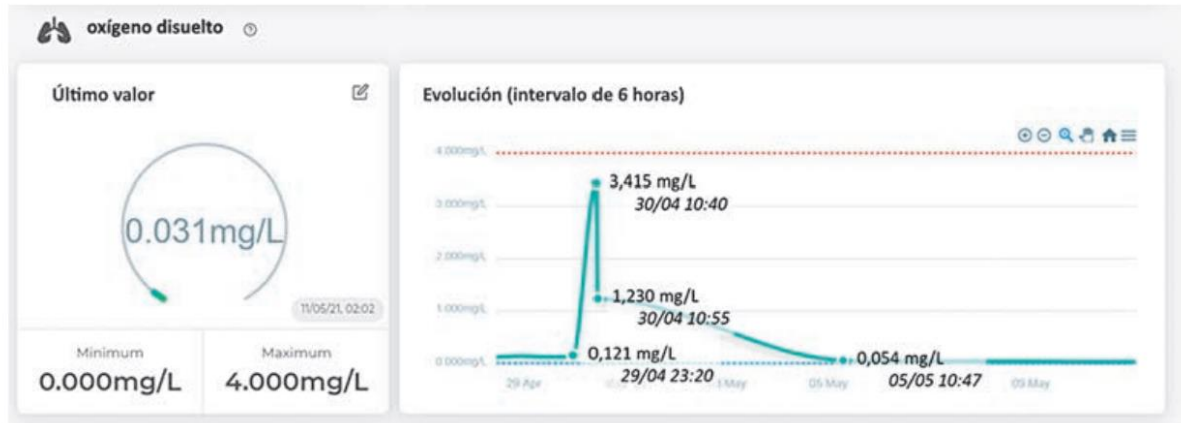 oxígeno disuelto
Último valor
0.031mg/L
11/05/21, 02:02
Minimum
0.000mg/L
Maximum
4.000mg/L
Evolución (intervalo de 6 horas)
4.000mg/L
3.000mg/L
2.000mg/L
1.000mg/L
0.000mg/L
3,415 mg/L
30/04 10:40
1,230 mg/L
30/04 10:55
0,121 mg/L
29/04 23:20
0,054 mg/L
05/05 10:47
29 Apr
May
05 May
09 May